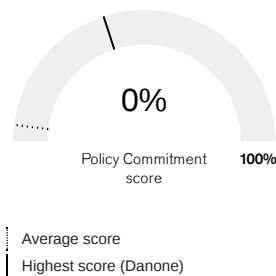 0%
Policy Commitment 100%
score
Average score
Highest score (Danone)